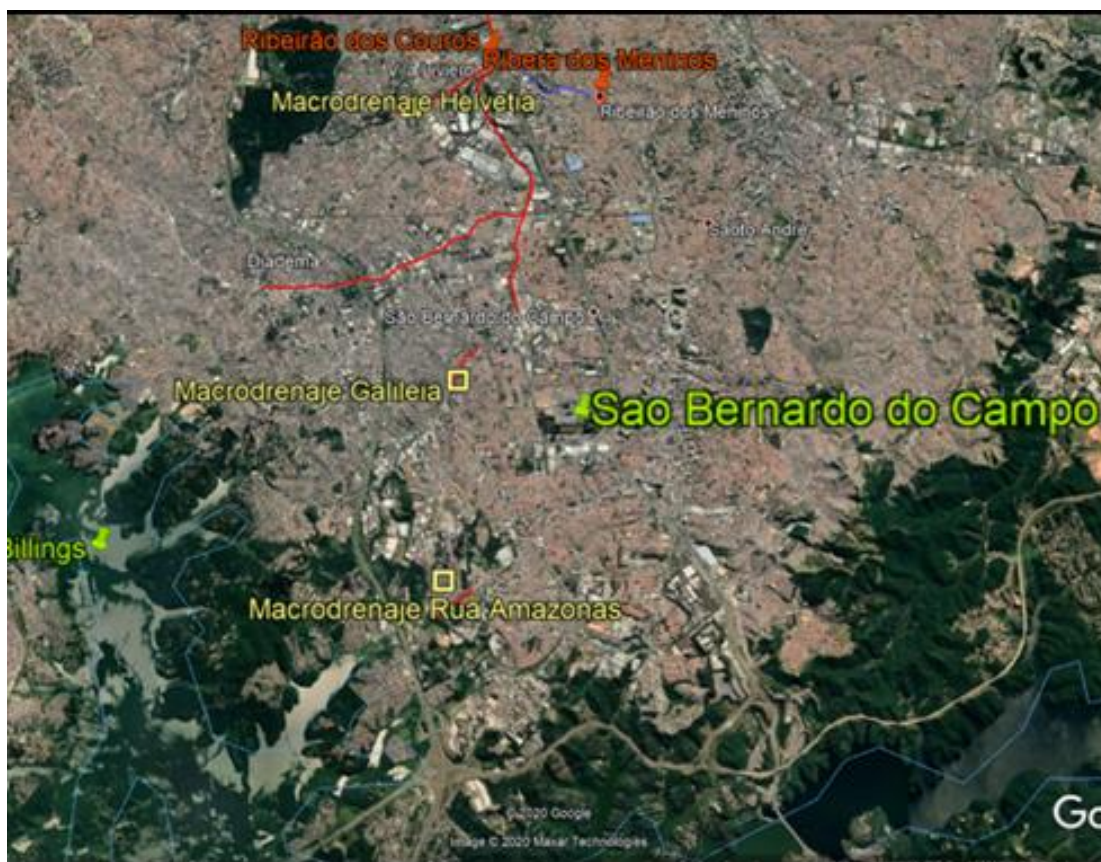 Ribeirão dos Couros
Ribera dos Meninos
Macrodrenaje Helvetia
Ribeirão dos Meninos
Santo André
Diadema
São Bernardo do Campo
Macrodrenaje Galileia
Sao Bernardo do Campo
Billings
Macrodrenaje Rua Amazonas
© 2020 Google
Image © 2020 Maxar Technologies
Go